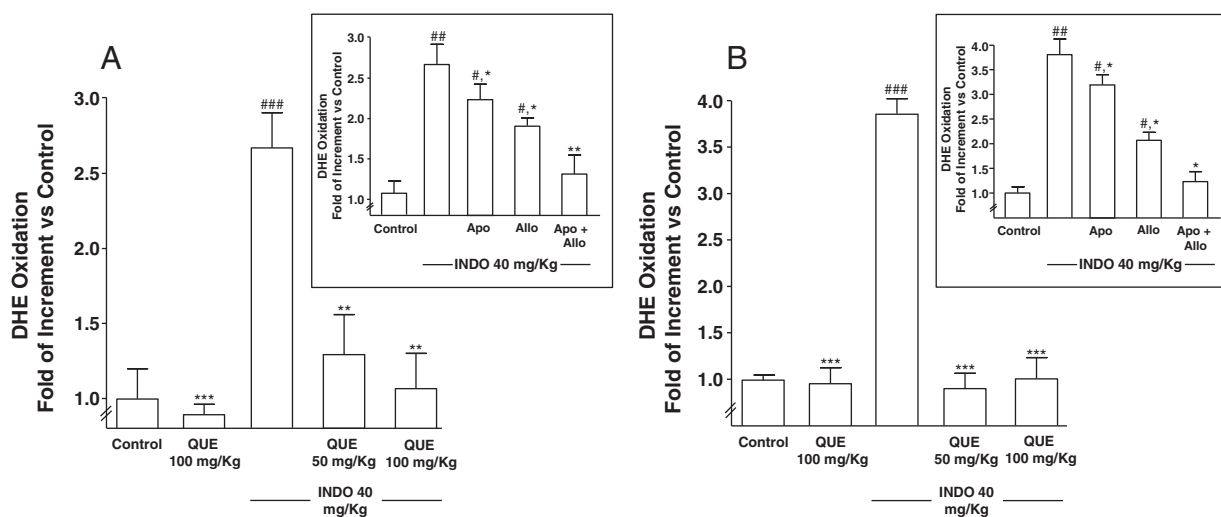 A
DHE Oxidation
Fold of Increment vs Control
3.0
2.5
2.0
1.5
1.0
###
***
**
**
Control
QUE
100 mg/Kg
QUE
50 mg/Kg
QUE
100 mg/Kg
INDO 40
mg/Kg
DHE Oxidation
Fold of Increment vs Control
3.0
2.5
2.0
1.5
1.0
##
#,*
#,*
**
Control
Apo
Allo
Apo +
Allo
INDO 40 mg/Kg
B
DHE Oxidation
Fold of Increment vs Control
4.0
3.5
3.0
2.5
2.0
1.5
1.0
***
###
***
***
Control
QUE
100 mg/Kg
QUE
50 mg/Kg
QUE
100 mg/Kg
INDO 40
mg/Kg
DHE Oxidation
Fold of Increment vs Control
4.0
3.5
3.0
2.5
2.0
1.5
1.0
##
#,*
#,*
*
Control
Apo
Allo
Apo +
Allo
INDO 40 mg/Kg